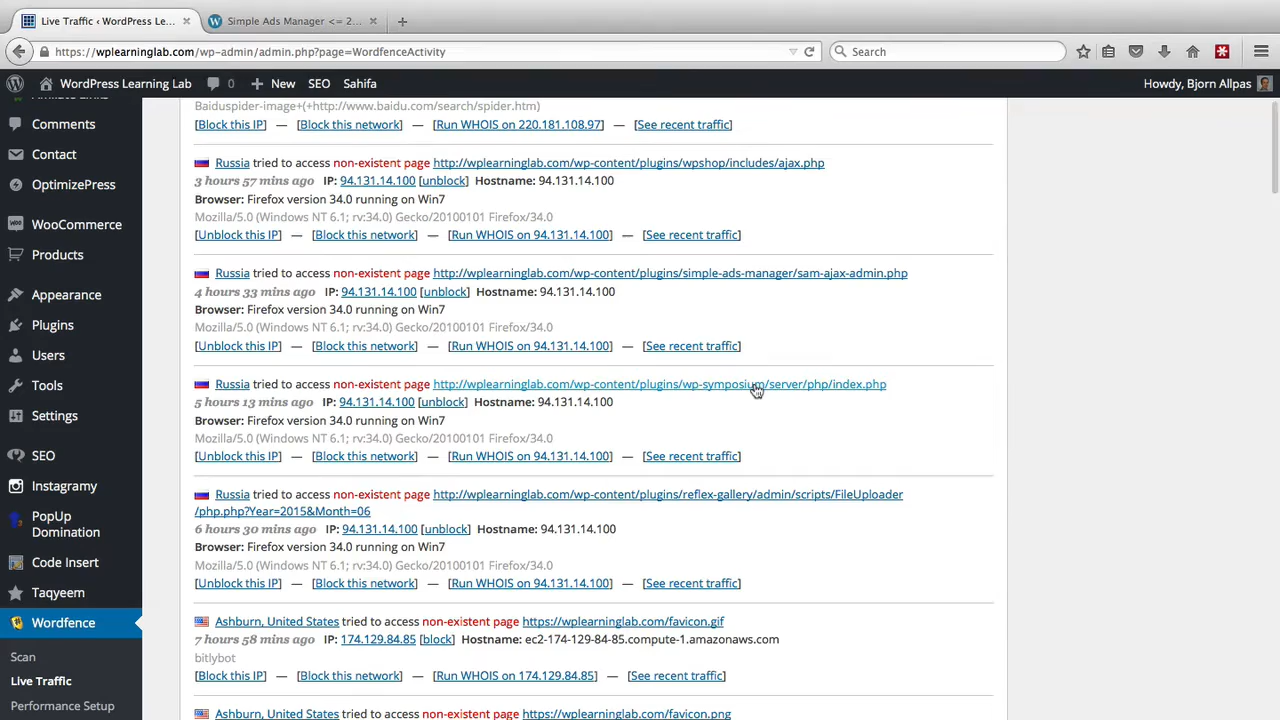 Live Traffic ‹ WordPress Le...
Simple Ads Manager <= 2...
https://wplearninglab.com/wp-admin/admin.php?page=WordfenceActivity
Search
WordPress Learning Lab
0
New
SEO
Sahifa
Howdy, Bjorn Allpas
Affiliate Links
Comments
Contact
OptimizePress
WooCommerce
Products
Appearance
Plugins
Users
Tools
Settings
SEO
Instagramy
PopUp
Domination
Code Insert
Taqyeem
Wordfence
Scan
Live Traffic
Performance Setup
Baiduspider-image+(+http://www.baidu.com/search/spider.htm)
[Block this IP] — [Block this network] — [Run WHOIS on 220.181.108.97] — [See recent traffic]
Russia tried to access non-existent page http://wplearninglab.com/wp-content/plugins/wpshop/includes/ajax.php
3 hours 57 mins ago IP: 94.131.14.100 [unblock] Hostname: 94.131.14.100
Browser: Firefox version 34.0 running on Win7
Mozilla/5.0 (Windows NT 6.1; rv:34.0) Gecko/20100101 Firefox/34.0
[Unblock this IP] — [Block this network] — [Run WHOIS on 94.131.14.100] — [See recent traffic]
Russia tried to access non-existent page http://wplearninglab.com/wp-content/plugins/simple-ads-manager/sam-ajax-admin.php
4 hours 33 mins ago IP: 94.131.14.100 [unblock] Hostname: 94.131.14.100
Browser: Firefox version 34.0 running on Win7
Mozilla/5.0 (Windows NT 6.1; rv:34.0) Gecko/20100101 Firefox/34.0
[Unblock this IP] — [Block this network] — [Run WHOIS on 94.131.14.100] — [See recent traffic]
Russia tried to access non-existent page http://wplearninglab.com/wp-content/plugins/wp-symposium/server/php/index.php
5 hours 13 mins ago IP: 94.131.14.100 [unblock] Hostname: 94.131.14.100
Browser: Firefox version 34.0 running on Win7
Mozilla/5.0 (Windows NT 6.1; rv:34.0) Gecko/20100101 Firefox/34.0
[Unblock this IP] — [Block this network] — [Run WHOIS on 94.131.14.100] — [See recent traffic]
Russia tried to access non-existent page http://wplearninglab.com/wp-content/plugins/reflex-gallery/admin/scripts/FileUploader
/php.php?Year=2015&Month=06
6 hours 30 mins ago IP: 94.131.14.100 [unblock] Hostname: 94.131.14.100
Browser: Firefox version 34.0 running on Win7
Mozilla/5.0 (Windows NT 6.1; rv:34.0) Gecko/20100101 Firefox/34.0
[Unblock this IP] — [Block this network] — [Run WHOIS on 94.131.14.100] — [See recent traffic]
Ashburn, United States tried to access non-existent page https://wplearninglab.com/favicon.gif
7 hours 58 mins ago IP: 174.129.84.85 [block] Hostname: ec2-174-129-84-85.compute-1.amazonaws.com
bitlybot
[Block this IP] — [Block this network] — [Run WHOIS on 174.129.84.85] — [See recent traffic]
Ashburn, United States tried to access non-existent page https://wplearninglab.com/favicon.png